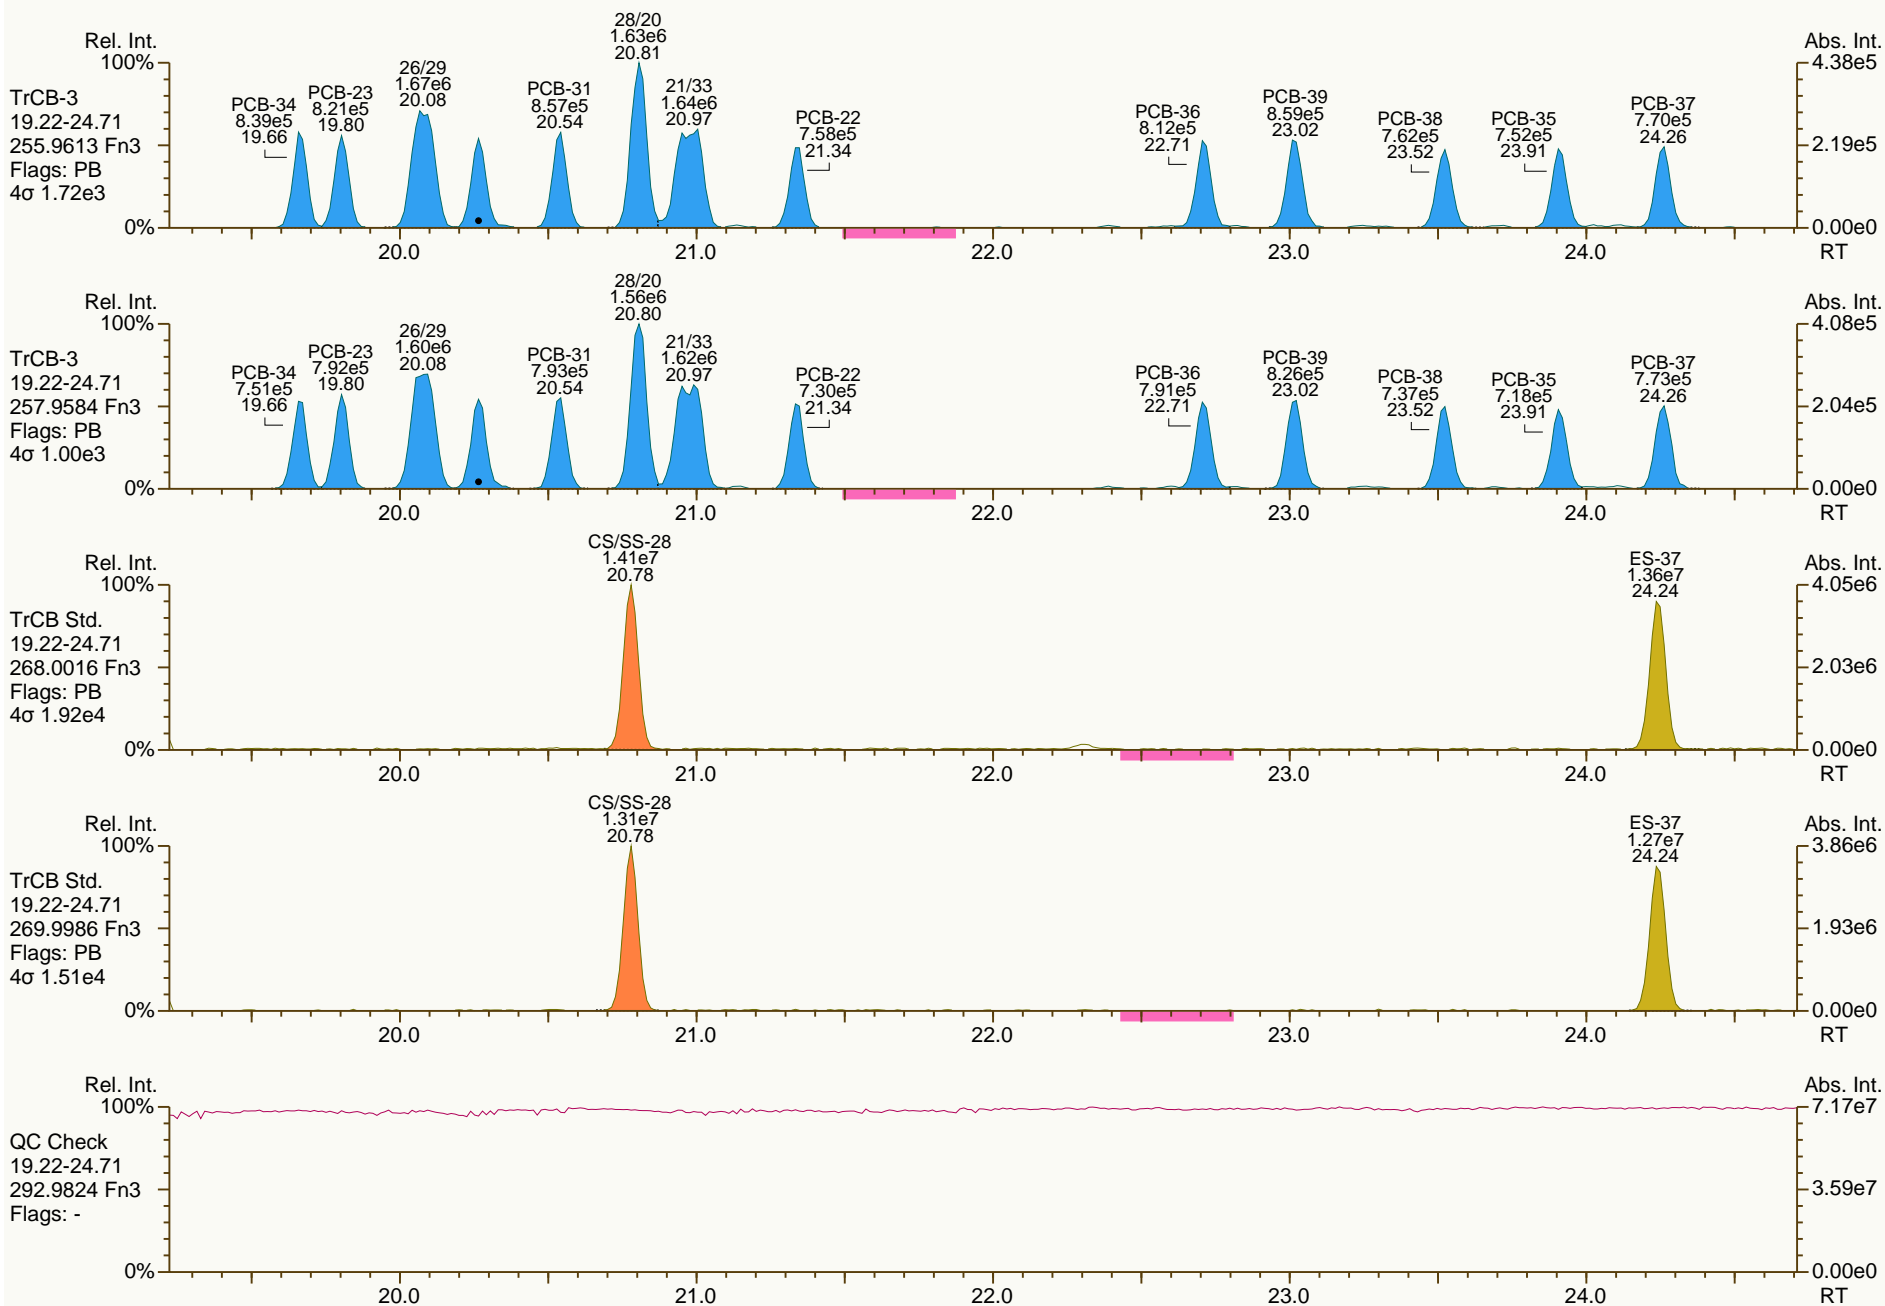 28/20
1.63e6
20.81
Rel. Int.
Abs. Int.
100%
4.38e5
26/29
1.67e6
20.08
PCB-34
8.39e5
19.66
PCB-23
8.21e5
19.80
PCB-31
8.57e5
20.54
21/33
1.64e6
20.97
PCB-22
7.58e5
21.34
PCB-36
8.12e5
22.71
PCB-39
8.59e5
23.02
PCB-38
7.62e5
23.52
PCB-35
7.52e5
23.91
PCB-37
7.70e5
24.26
TrCB-3
19.22-24.71
255.9613 Fn3
Flags: PB
4σ 1.72e3
2.19e5
0%
0.00e0
20.0 21.0 22.0 23.0 24.0 RT
28/20
1.56e6
20.80
Rel. Int.
Abs. Int.
100%
4.08e5
26/29
1.60e6
20.08
PCB-34
7.51e5
19.66
PCB-23
7.92e5
19.80
PCB-31
7.93e5
20.54
21/33
1.62e6
20.97
PCB-22
7.30e5
21.34
PCB-36
7.91e5
22.71
PCB-39
8.26e5
23.02
PCB-38
7.37e5
23.52
PCB-35
7.18e5
23.91
PCB-37
7.73e5
24.26
TrCB-3
19.22-24.71
257.9584 Fn3
Flags: PB
4σ 1.00e3
2.04e5
0%
0.00e0
20.0 21.0 22.0 23.0 24.0 RT
CS/SS-28
1.41e7
20.78
ES-37
1.36e7
24.24
Rel. Int.
Abs. Int.
100%
4.05e6
TrCB Std.
19.22-24.71
268.0016 Fn3
Flags: PB
4σ 1.92e4
2.03e6
0%
0.00e0
20.0 21.0 22.0 23.0 24.0 RT
CS/SS-28
1.31e7
20.78
ES-37
1.27e7
24.24
Rel. Int.
Abs. Int.
100%
3.86e6
TrCB Std.
19.22-24.71
269.9986 Fn3
Flags: PB
4σ 1.51e4
1.93e6
0%
0.00e0
20.0 21.0 22.0 23.0 24.0 RT
Rel. Int.
Abs. Int.
100%
7.17e7
QC Check
19.22-24.71
292.9824 Fn3
Flags: -
3.59e7
0%
0.00e0
20.0 21.0 22.0 23.0 24.0 RT